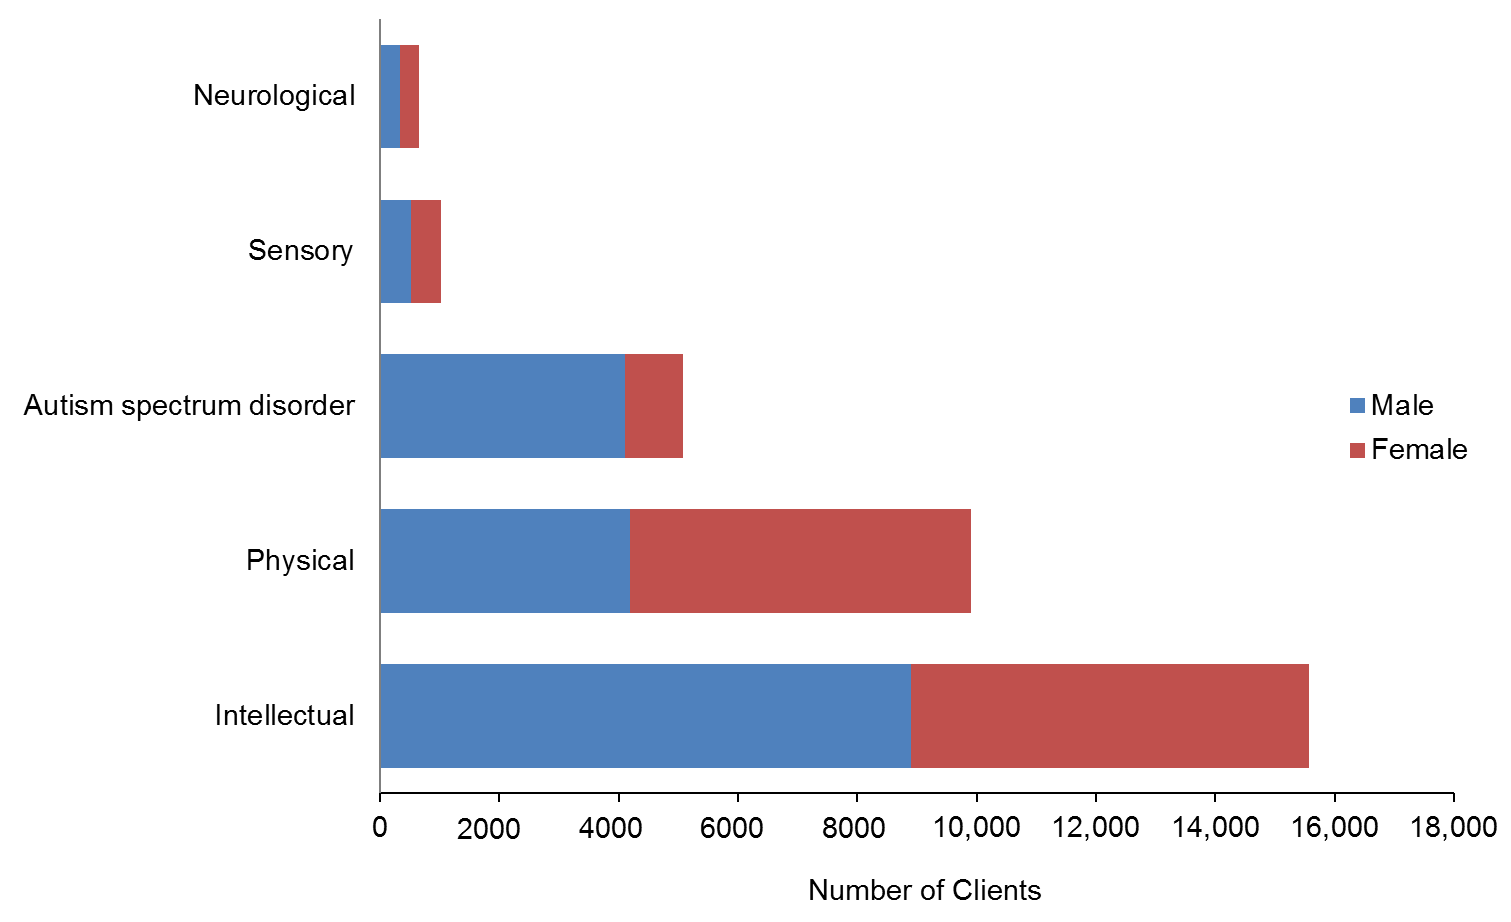 Neurological
Sensory
Autism spectrum disorder
Physical
Intellectual
Male
Female
0 2000 4000 6000 8000 10,000 12,000 14,000 16,000 18,000
Number of Clients